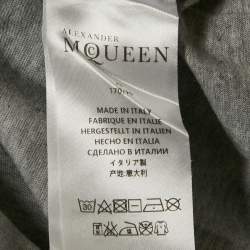 ALEXANDER
MCQUEEN
MADE IN ITALY
FABRIQUE EN ITALIE
HERGESTELLT IN ITALIEN
HECHO EN ITALIA
СДЕЛАНО В ИТАЛИИ
イタリア製
产地:意大利
30